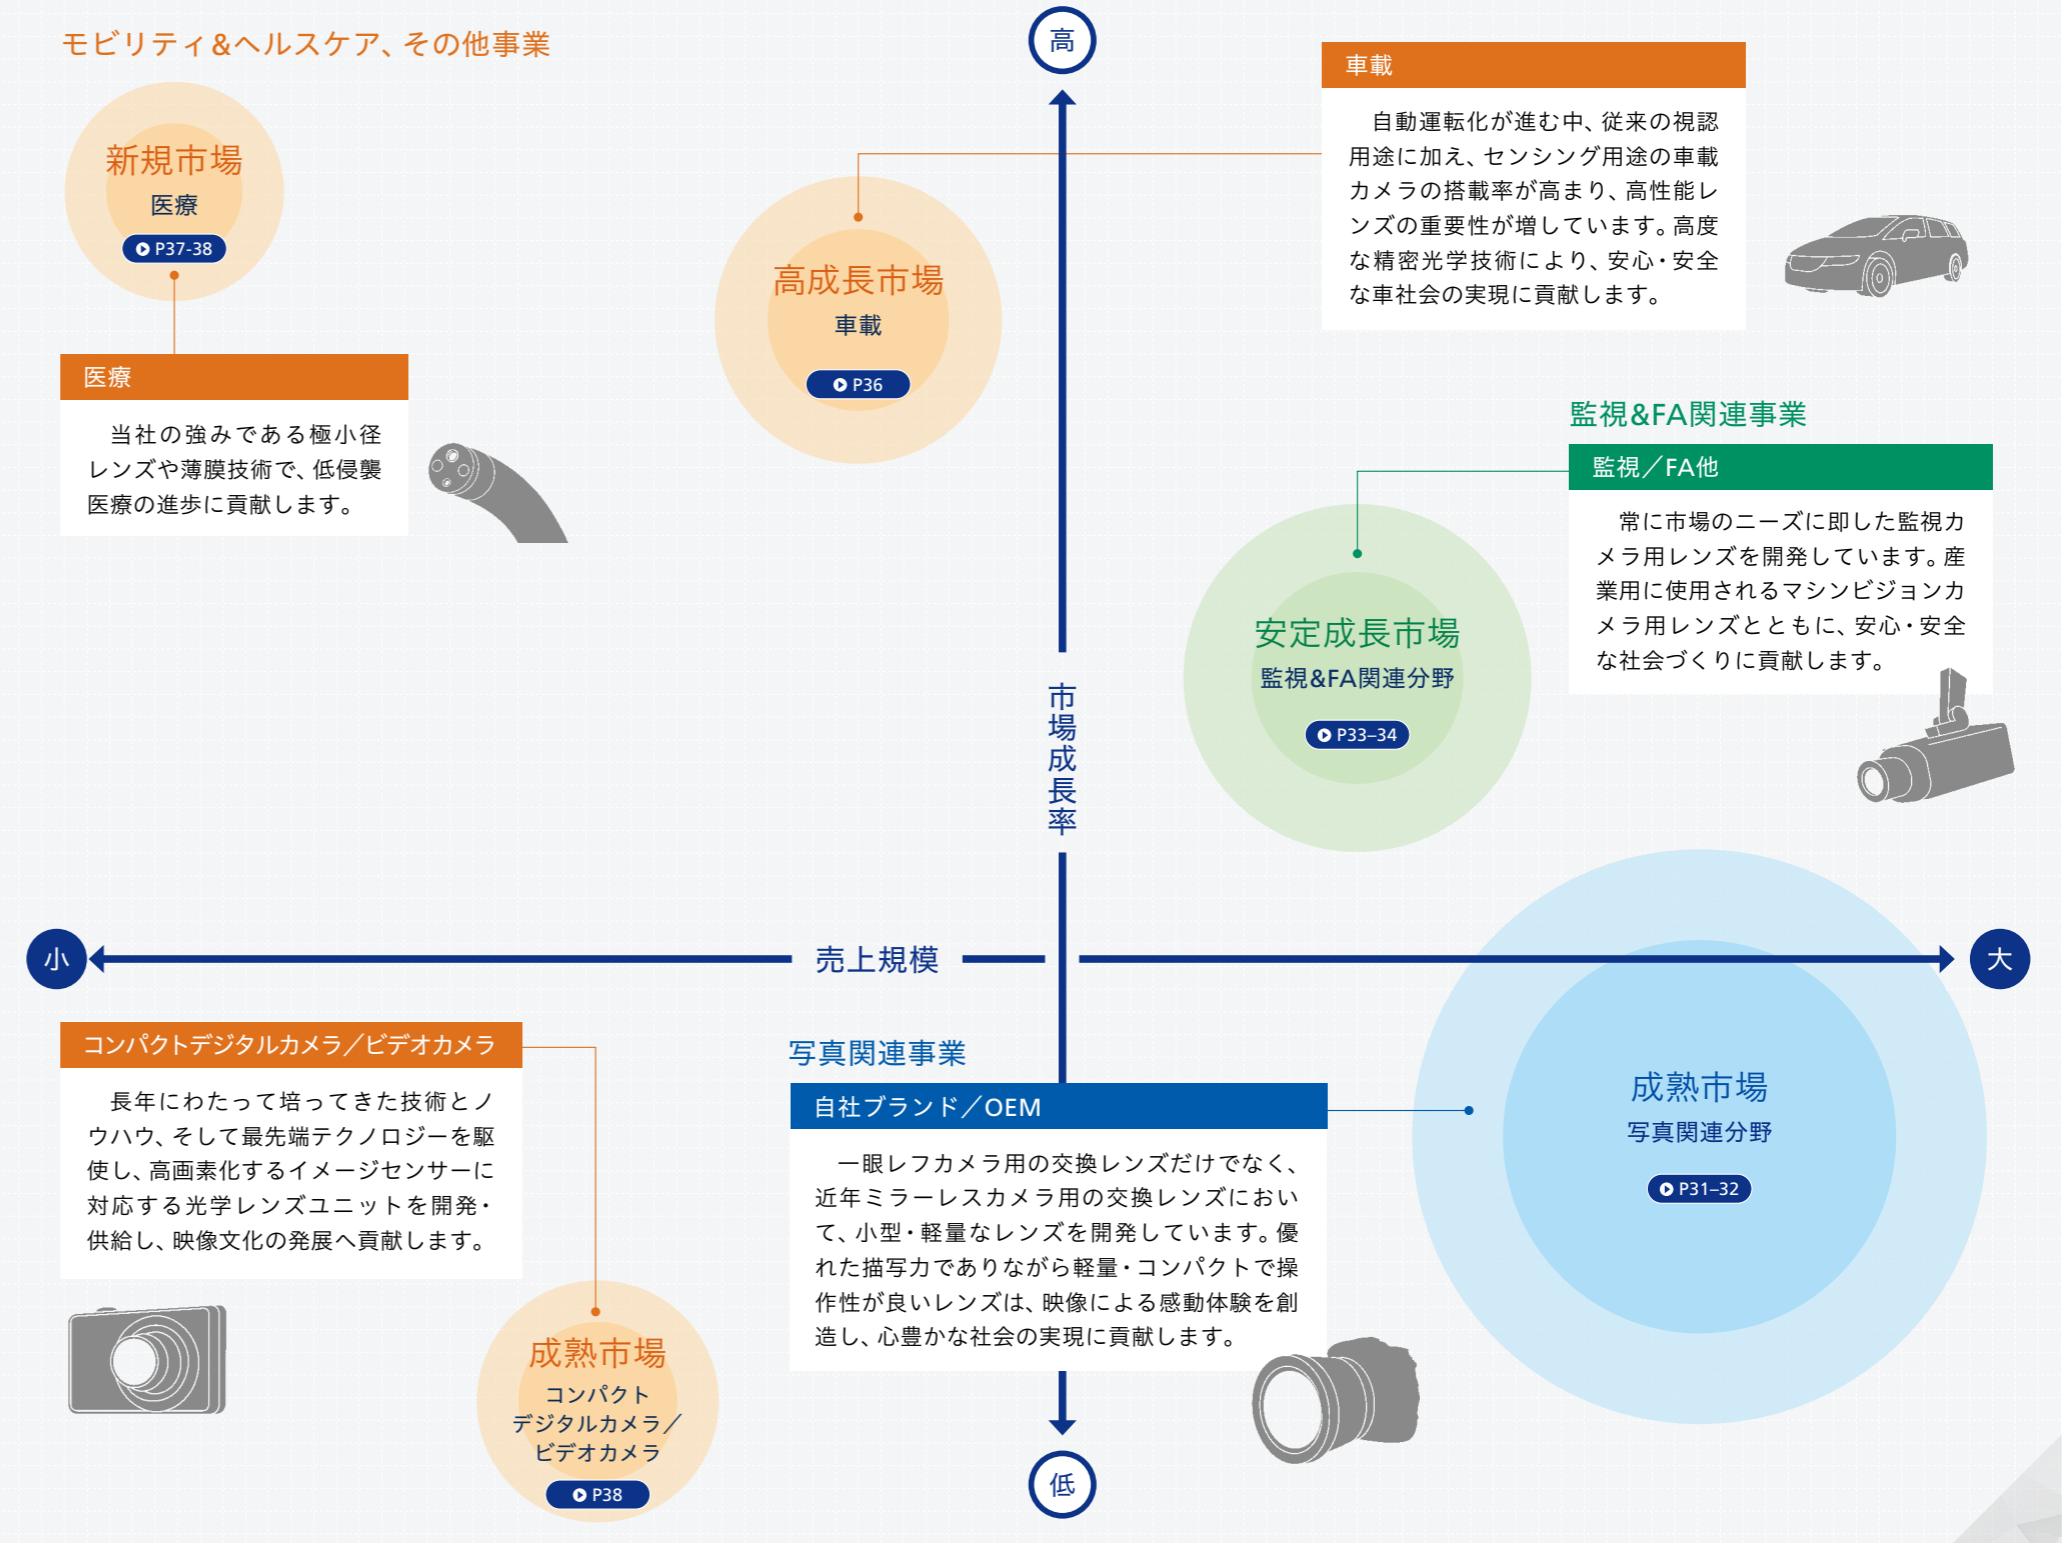 モビリティ&ヘルスケア、その他事業
新規市場
医療
P37-38
医療
当社の強みである極小径
レンズや薄膜技術で、低侵襲
医療の進歩に貢献します。
高
高成長市場
車載
P36
車載
自動運転化が進む中、従来の視認
用途に加え、センシング用途の車載
カメラの搭載率が高まり、高性能レ
ンズの重要性が増しています。高度
な精密光学技術により、安心・安全
な車社会の実現に貢献します。
監視&FA関連事業
監視／FA他
常に市場のニーズに即した監視カ
メラ用レンズを開発しています。産
業用に使用されるマシンビジョンカ
メラ用レンズとともに、安心・安全
な社会づくりに貢献します。
安定成長市場
監視&FA関連分野
P33–34
市場成長率
小
売上規模
大
コンパクトデジタルカメラ／ビデオカメラ
長年にわたって培ってきた技術とノ
ウハウ、そして最先端テクノロジーを駆
使し、高画素化するイメージセンサーに
対応する光学レンズユニットを開発・
供給し、映像文化の発展へ貢献します。
成熟市場
コンパクト
デジタルカメラ／
ビデオカメラ
P38
写真関連事業
自社ブランド／OEM
一眼レフカメラ用の交換レンズだけでなく、
近年ミラーレスカメラ用の交換レンズにおい
て、小型・軽量なレンズを開発しています。優
れた描写力でありながら軽量・コンパクトで操
作性が良いレンズは、映像による感動体験を創
造し、心豊かな社会の実現に貢献します。
成熟市場
写真関連分野
P31–32
低